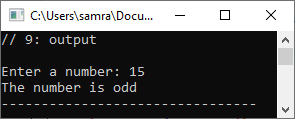 C:\Users\samra\Docu...
// 9: output
Enter a number: 15
The number is odd
---------------------------------